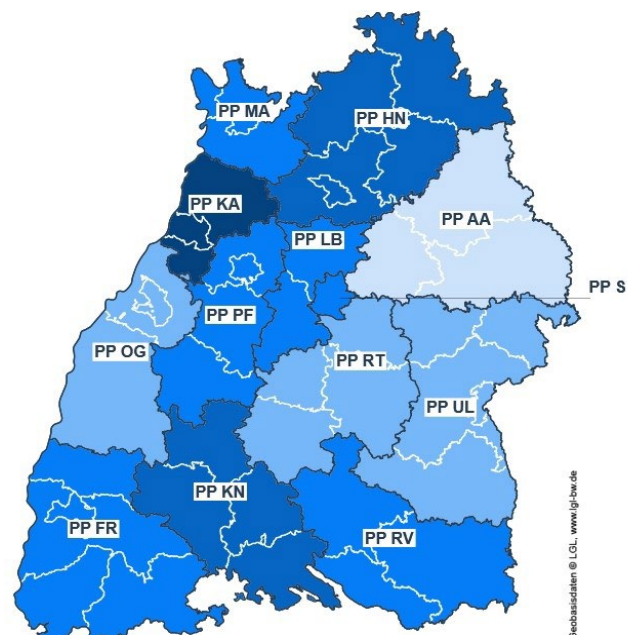 PP MA
PP HN
PP KA
PP AA
PP LB
PP S
PP PF
PP OG
PP RT
PP UL
PP KN
PP FR
PP RV
Geobasisdaten © LGL, www.lgl-bw.de